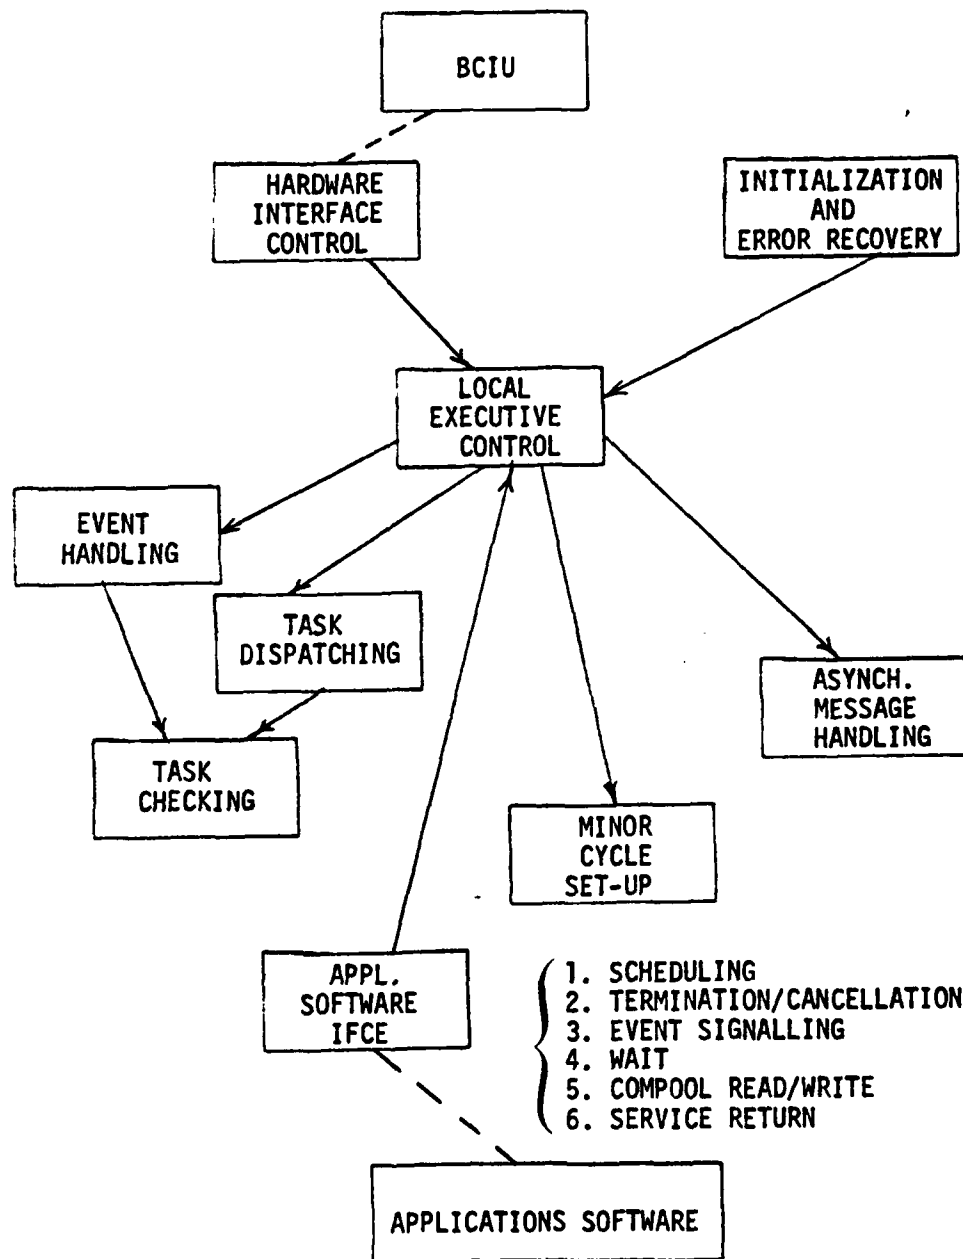 BCIU
HARDWARE
INTERFACE
CONTROL
INITIALIZATION
AND
ERROR RECOVERY
LOCAL
EXECUTIVE
CONTROL
EVENT
HANDLING
TASK
DISPATCHING
ASYNCH.
MESSAGE
HANDLING
TASK
CHECKING
MINOR
CYCLE
SET-UP
APPL.
SOFTWARE
IFCE
1. SCHEDULING
2. TERMINATION/CANCELLATION
3. EVENT SIGNALLING
4. WAIT
5. COMPOOL READ/WRITE
6. SERVICE RETURN
APPLICATIONS SOFTWARE